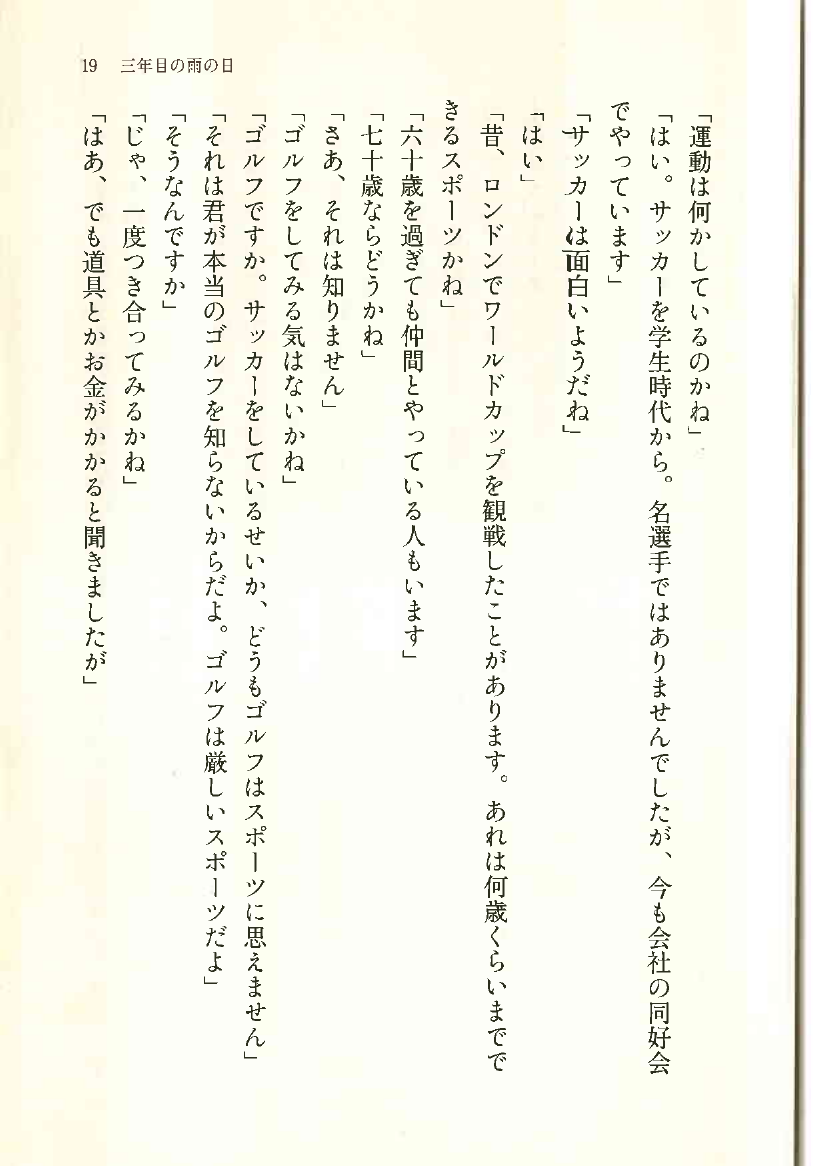 19 三年目の雨の日
「運動は何かしているのかね」
「はい。サッカーを学生時代から。名選手ではありませんでしたが、今も会社の同好会
でやっています」
「サッカーは面白いようだね」
「はい」
「昔、ロンドンでワールドカップを観戦したことがあります。あれは何歳くらいまでで
きるスポーツかね」
「六十歳を過ぎても仲間とやっている人もいます」
「七十歳ならどうかね」
「さあ、それは知りません」
「ゴルフをしてみる気はないかね」
「ゴルフですか。サッカーをしているせいか、どうもゴルフはスポーツに思えません」
「それは君が本当のゴルフを知らないからだよ。ゴルフは厳しいスポーツだよ」
「そうなんですか」
「じゃ、一度つき合ってみるかね」
「はあ、でも道具とかお金がかかると聞きましたが」